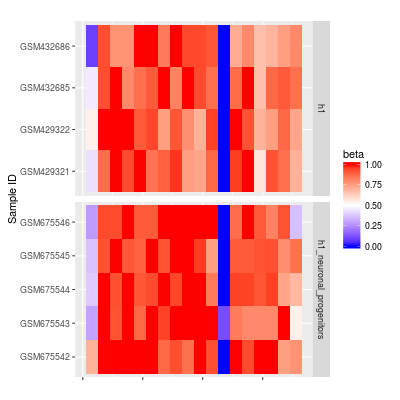 GSM432686
GSM432685
GSM429322
GSM429321
h1
GSM675546
GSM675545
GSM675544
GSM675543
GSM675542
h1_neuronal_progenitors
Sample ID
beta
1.00
0.75
0.50
0.25
0.00